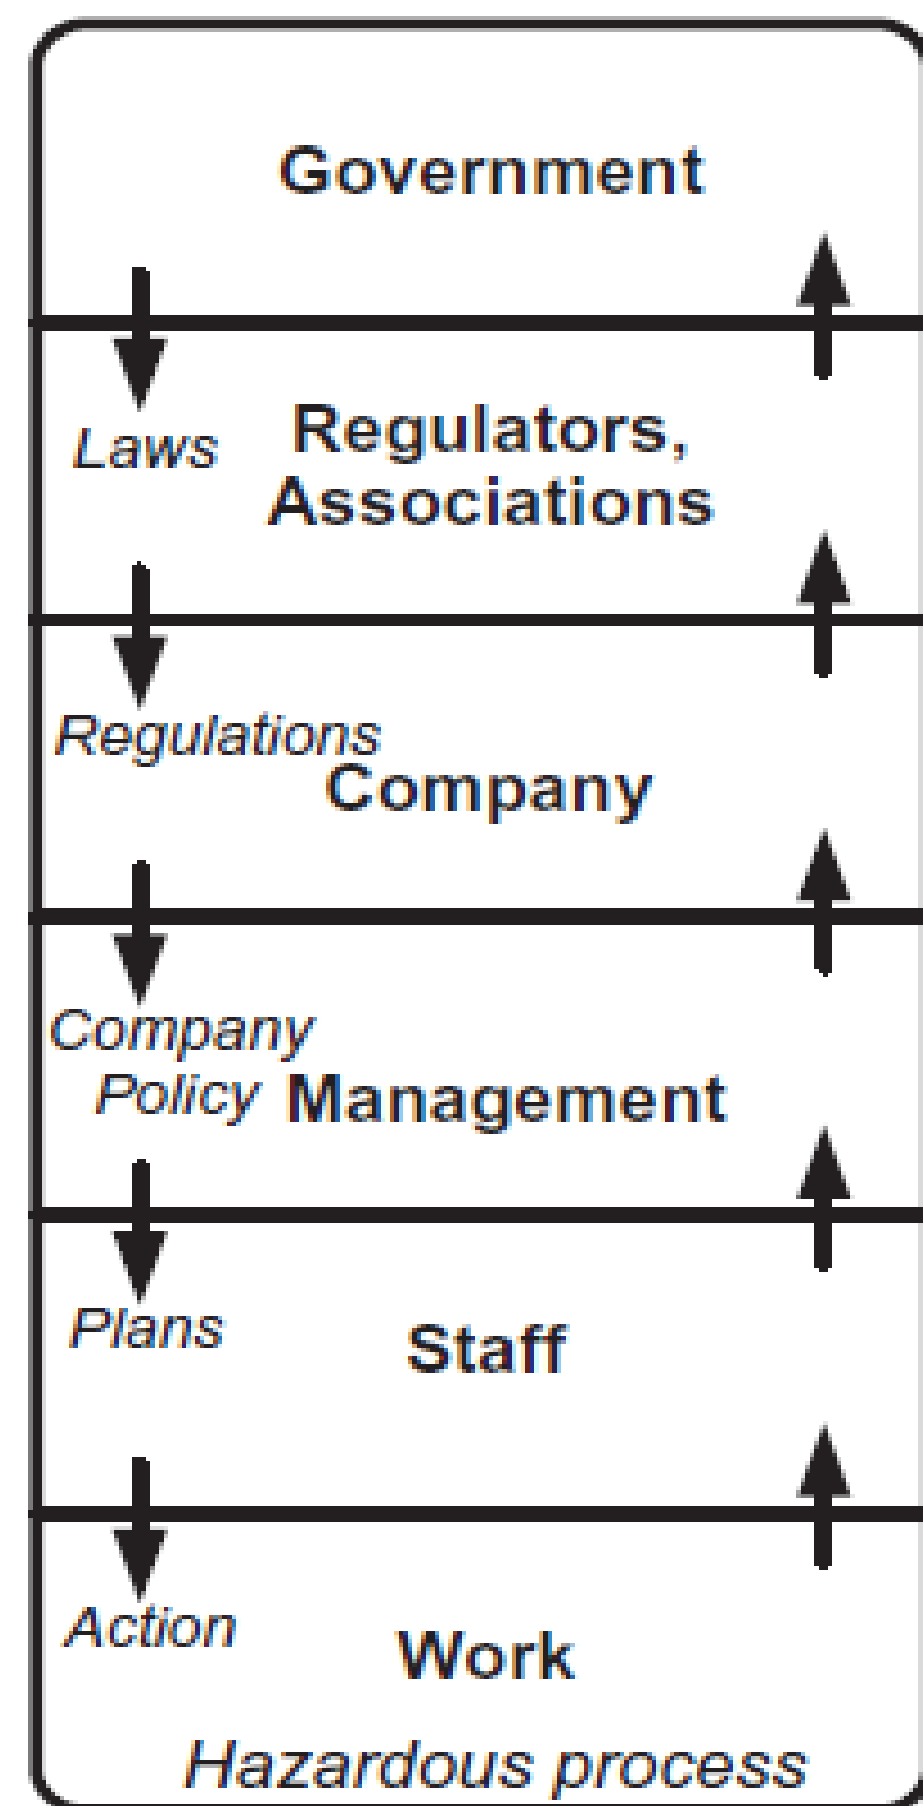 Government
Laws
Regulators,
Associations
Regulations
Company
Company
Policy Management
Plans
Staff
Action
Work
Hazardous process